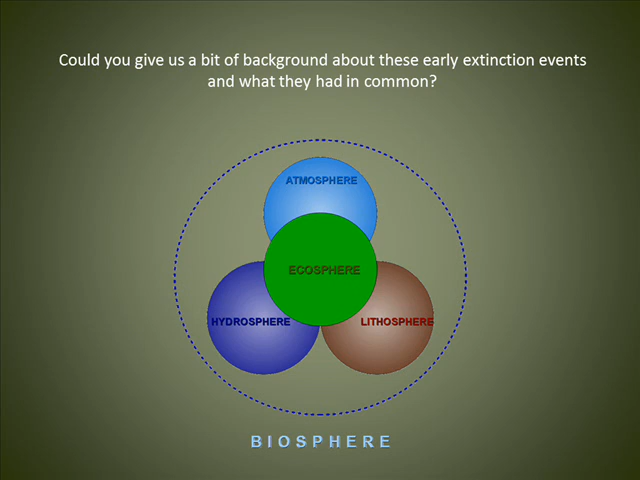 Could you give us a bit of background about these early extinction events
and what they had in common?
ATMOSPHERE
ECOSPHERE
HYDROSPHERE
LITHOSPHERE
BIOSPHERE